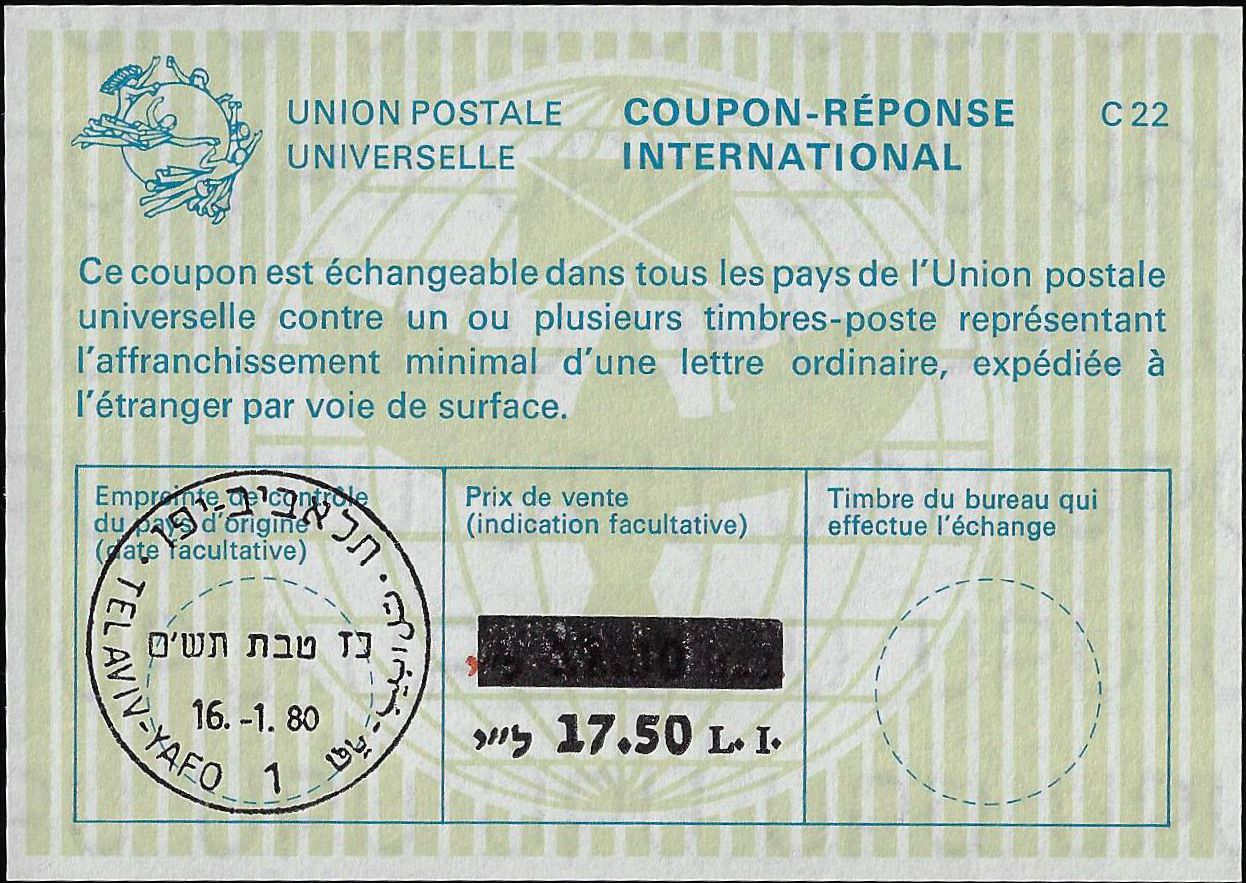 UNION POSTALE
UNIVERSELLE
COUPON-RÉPONSE
INTERNATIONAL
C 22
Ce coupon est échangeable dans tous les pays de l'Union postale
universelle contre un ou plusieurs timbres-poste représentant
l'affranchissement minimal d'une lettre ordinaire, expédiée à
l'étranger par voie de surface.
Empreinte de contrôle
du pays d'origine
(date facultative)
תל אביב-יפו
TEL AVIV-YAFO 1
כז טבת תש״ם
16.-1. 80
Prix de vente
(indication facultative)
ל״י 17.50 L. I.
Timbre du bureau qui
effectue l'échange